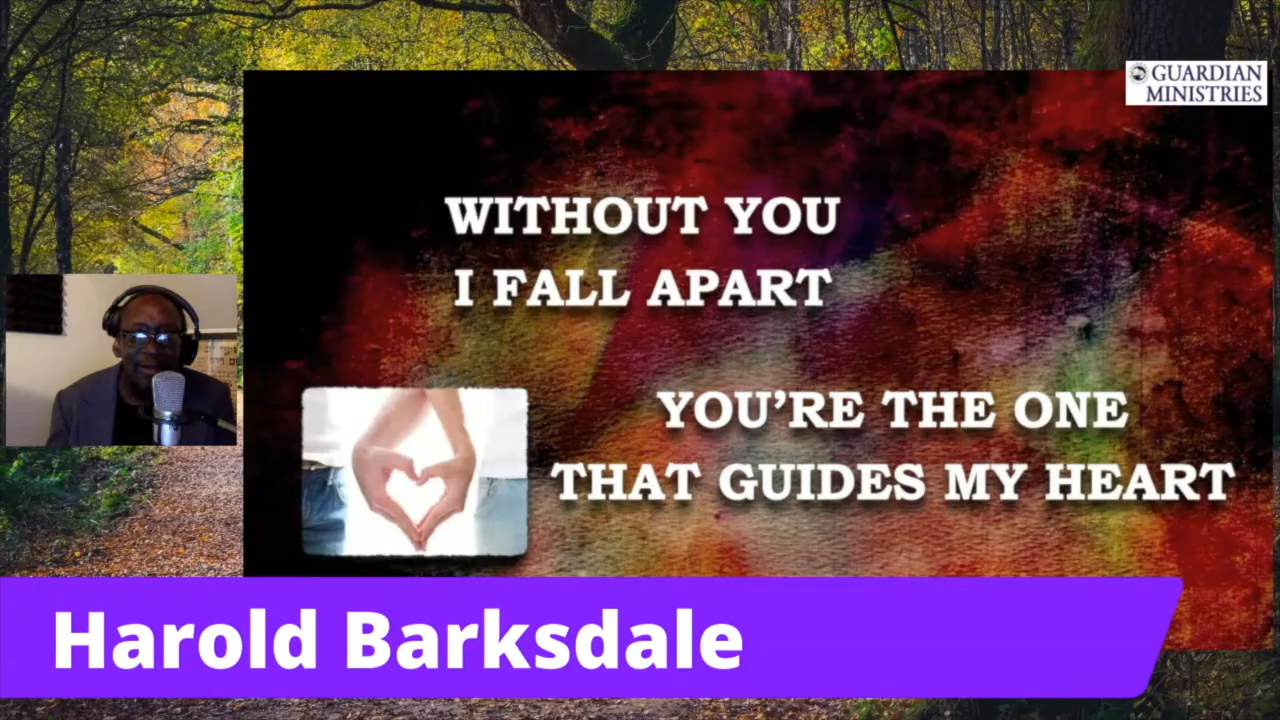 GUARDIAN
MINISTRIES
WITHOUT YOU
I FALL APART
YOU'RE THE ONE
THAT GUIDES MY HEART
Harold Barksdale